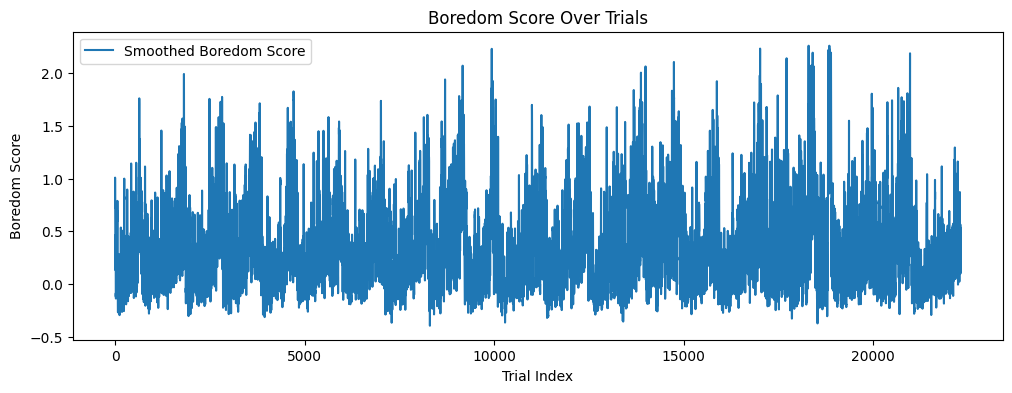 Boredom Score Over Trials
Smoothed Boredom Score
Boredom Score
2.0
1.5
1.0
0.5
0.0
−0.5
0
5000
10000
15000
20000
Trial Index